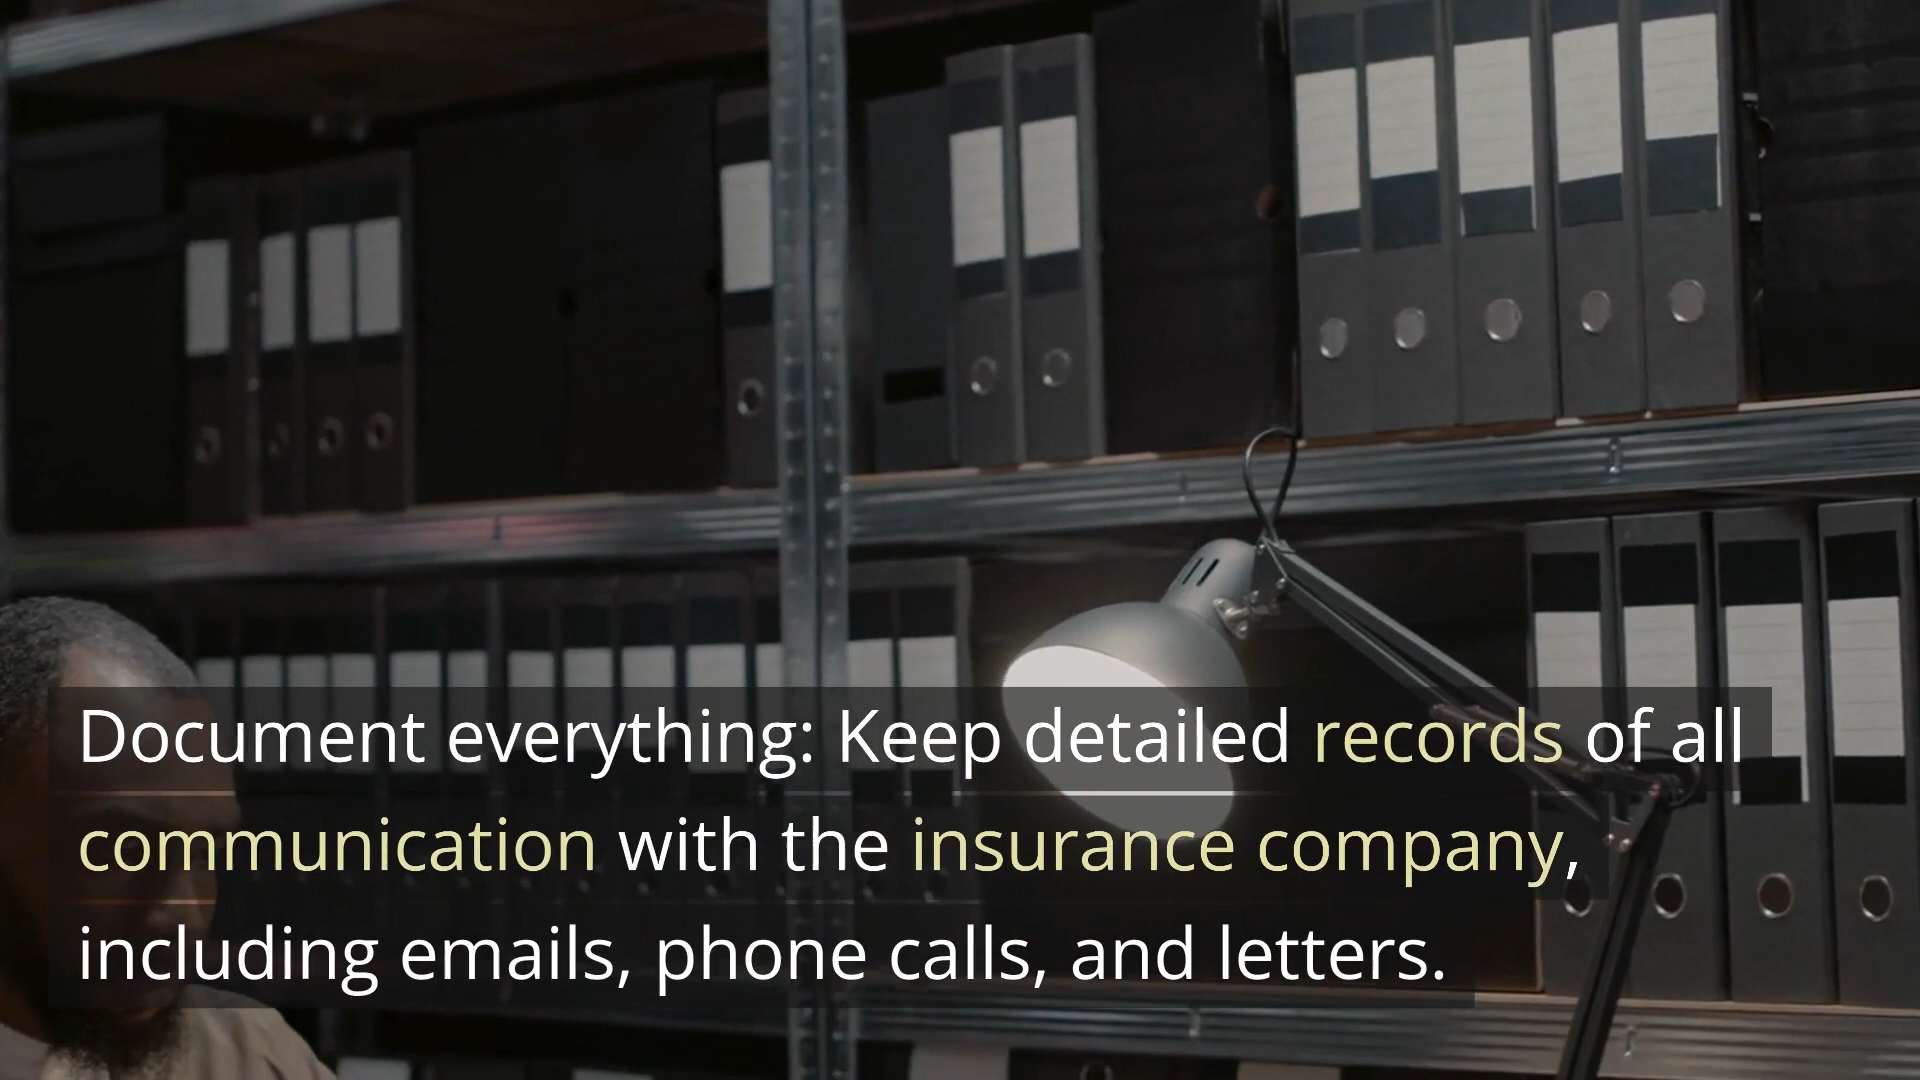 Document everything: Keep detailed records of all
communication with the insurance company,
including emails, phone calls, and letters.